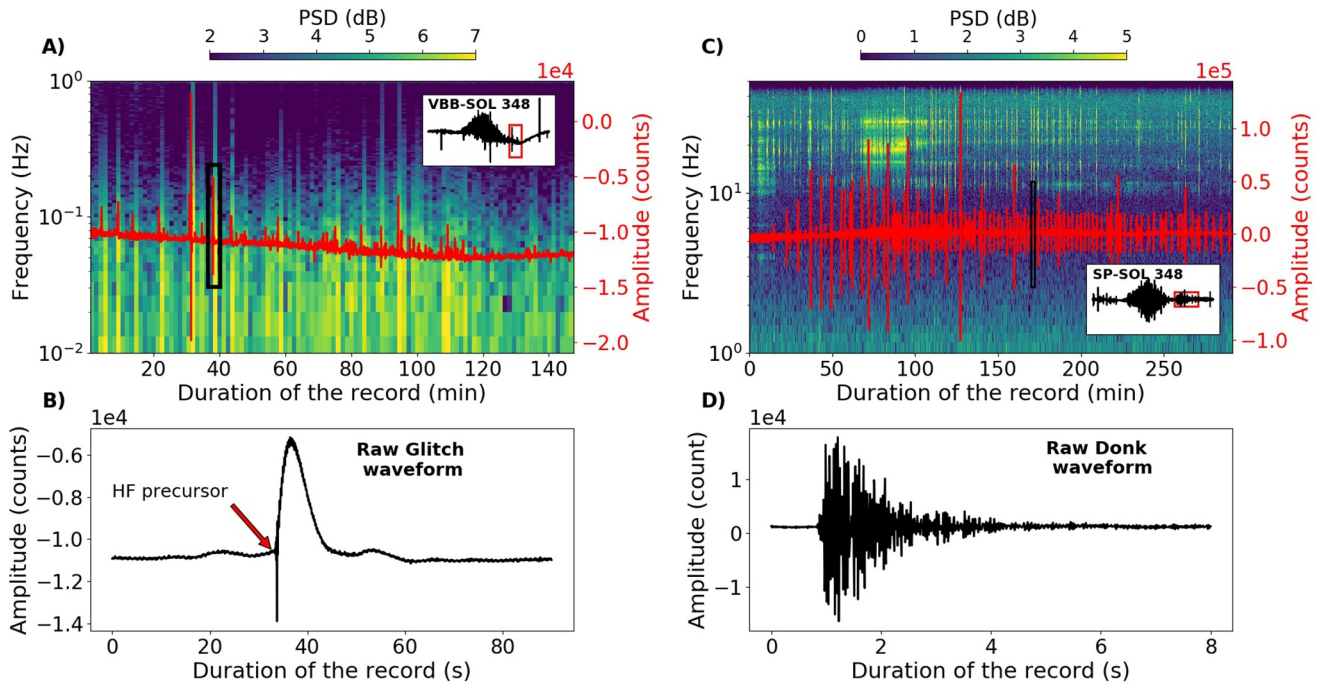 A)
PSD (dB)
2 3 4 5 6 7
1e4
10⁰
10⁻¹
10⁻²
Frequency (Hz)
VBB-SOL 348
0.0
−0.5
−1.0
−1.5
−2.0
Amplitude (counts)
20 40 60 80 100 120 140
Duration of the record (min)
C)
PSD (dB)
0 1 2 3 4 5
1e5
10¹
10⁰
Frequency (Hz)
SP-SOL 348
1.0
0.5
0.0
−0.5
−1.0
Amplitude (counts)
0 50 100 150 200 250
Duration of the record (min)
B)
1e4
−0.6
−0.8
−1.0
−1.2
−1.4
Amplitude (counts)
Raw Glitch
waveform
HF precursor
0 20 40 60 80
Duration of the record (s)
D)
1e4
1
0
−1
Amplitude (count)
Raw Donk
waveform
0 2 4 6 8
Duration of the record (s)